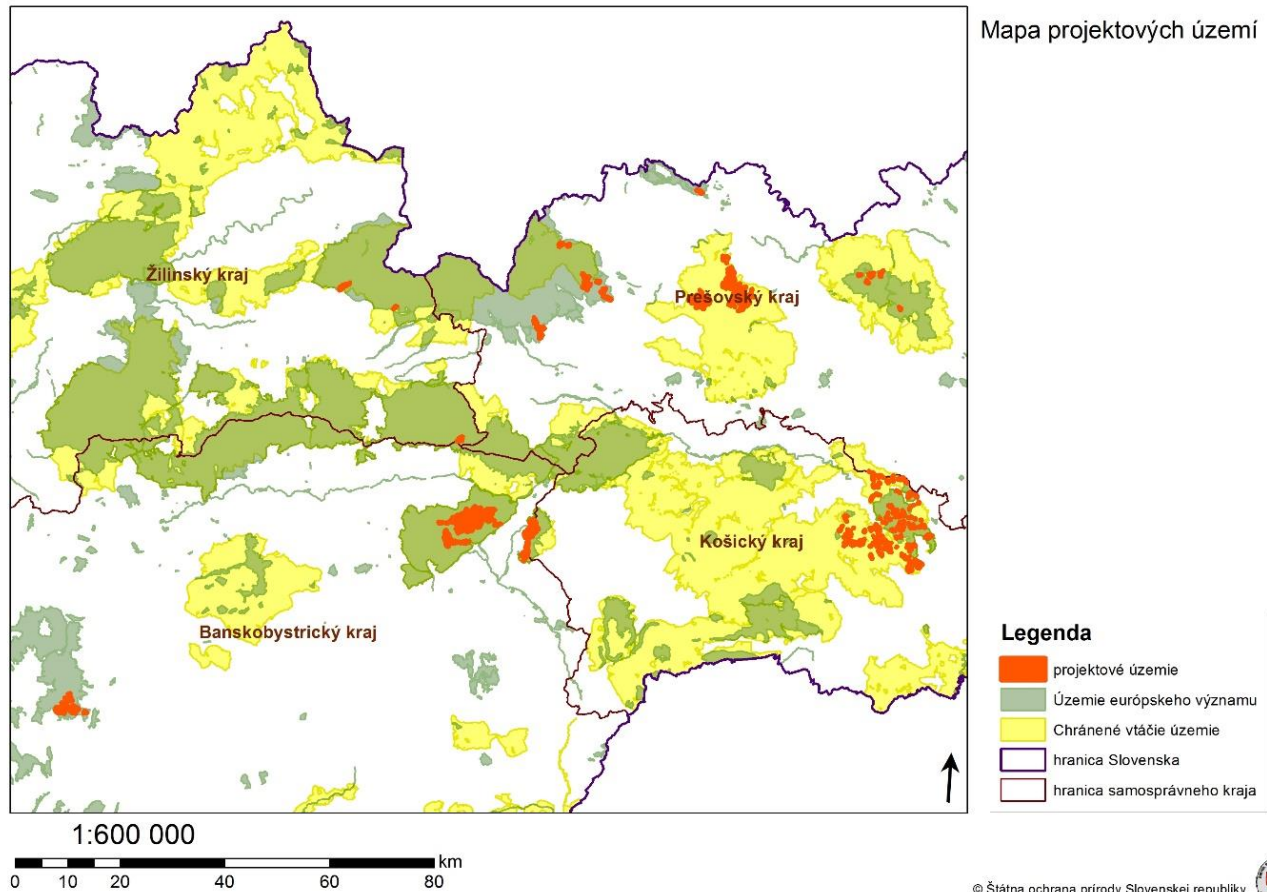 Mapa projektových území
Žilinský kraj
Prešovský kraj
Košický kraj
Banskobystrický kraj
Legenda
projektové územie
Územie európskeho významu
Chránené vtáčie územie
hranica Slovenska
hranica samosprávneho kraja
1:600 000
km
0 10 20 40 60 80
© Štátna ochrana prírody Slovenskej republiky